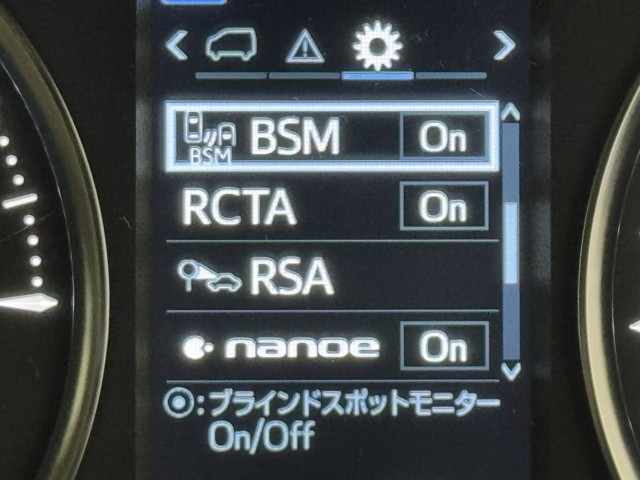 BSM BSM On
RCTA On
RSA
nanoe On
◉:ブラインドスポットモニター
On/Off